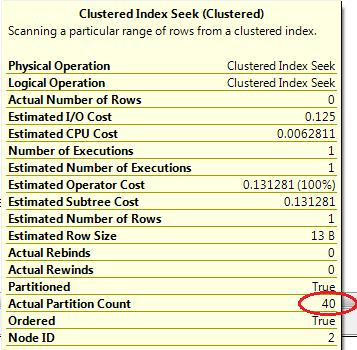 Clustered Index Seek (Clustered)
Scanning a particular range of rows from a clustered index.
Physical Operation Clustered Index Seek
Logical Operation Clustered Index Seek
Actual Number of Rows 0
Estimated I/O Cost 0.125
Estimated CPU Cost 0.0062811
Number of Executions 1
Estimated Number of Executions 1
Estimated Operator Cost 0.131281 (100%)
Estimated Subtree Cost 0.131281
Estimated Number of Rows 1
Estimated Row Size 13 B
Actual Rebinds 0
Actual Rewinds 0
Partitioned True
Actual Partition Count 40
Ordered True
Node ID 2